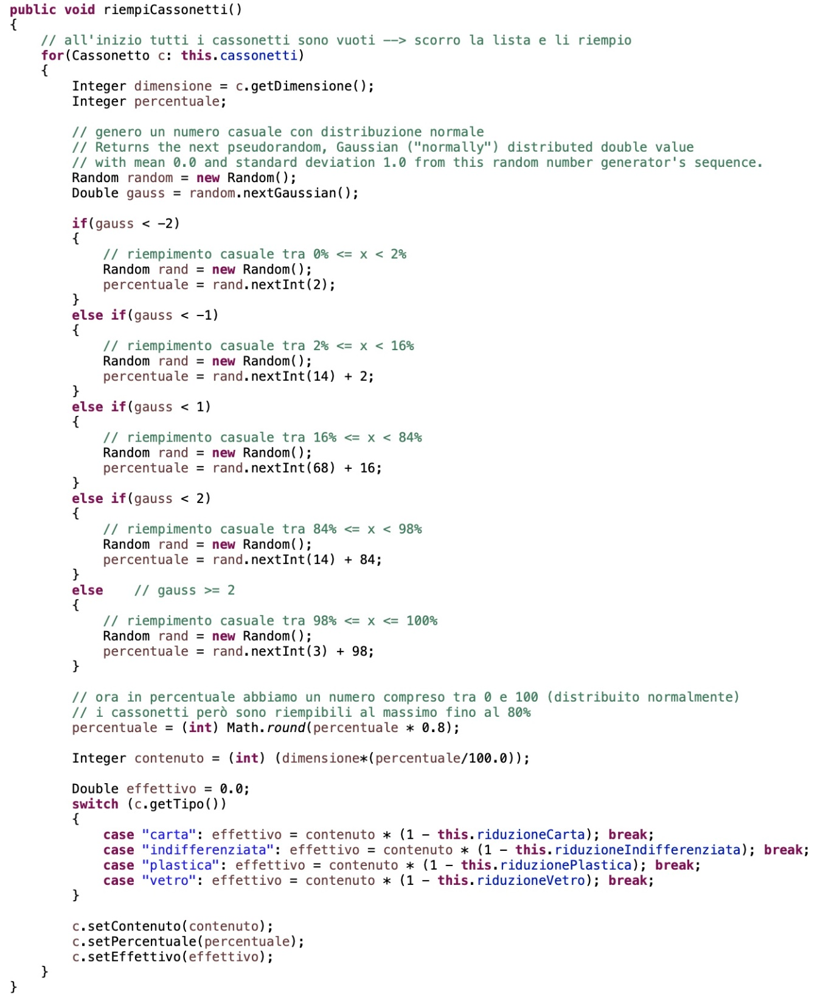 public void riempiCassonetti()
{
    // all'inizio tutti i cassonetti sono vuoti --> scorro la lista e li riempio
    for(Cassonetto c: this.cassonetti)
    {
        Integer dimensione = c.getDimensione();
        Integer percentuale;

        // genero un numero casuale con distribuzione normale
        // Returns the next pseudorandom, Gaussian ("normally") distributed double value
        // with mean 0.0 and standard deviation 1.0 from this random number generator's sequence.
        Random random = new Random();
        Double gauss = random.nextGaussian();

        if(gauss < -2)
        {
            // riempimento casuale tra 0% <= x < 2%
            Random rand = new Random();
            percentuale = rand.nextInt(2);
        }
        else if(gauss < -1)
        {
            // riempimento casuale tra 2% <= x < 16%
            Random rand = new Random();
            percentuale = rand.nextInt(14) + 2;
        }
        else if(gauss < 1)
        {
            // riempimento casuale tra 16% <= x < 84%
            Random rand = new Random();
            percentuale = rand.nextInt(68) + 16;
        }
        else if(gauss < 2)
        {
            // riempimento casuale tra 84% <= x < 98%
            Random rand = new Random();
            percentuale = rand.nextInt(14) + 84;
        }
        else    // gauss >= 2
        {
            // riempimento casuale tra 98% <= x <= 100%
            Random rand = new Random();
            percentuale = rand.nextInt(3) + 98;
        }

        // ora in percentuale abbiamo un numero compreso tra 0 e 100 (distribuito normalmente)
        // i cassonetti però sono riempibili al massimo fino al 80%
        percentuale = (int) Math.round(percentuale * 0.8);

        Integer contenuto = (int) (dimensione*(percentuale/100.0));

        Double effettivo = 0.0;
        switch (c.getTipo())
        {
            case "carta": effettivo = contenuto * (1 - this.riduzioneCarta); break;
            case "indifferenziata": effettivo = contenuto * (1 - this.riduzioneIndifferenziata); break;
            case "plastica": effettivo = contenuto * (1 - this.riduzionePlastica); break;
            case "vetro": effettivo = contenuto * (1 - this.riduzioneVetro); break;
        }

        c.setContenuto(contenuto);
        c.setPercentuale(percentuale);
        c.setEffettivo(effettivo);
    }
}